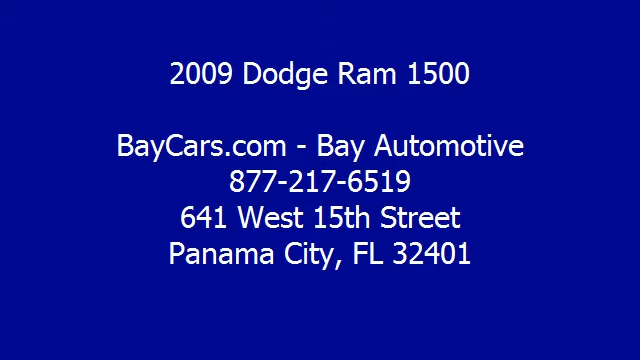 2009 Dodge Ram 1500
BayCars.com - Bay Automotive
877-217-6519
641 West 15th Street
Panama City, FL 32401